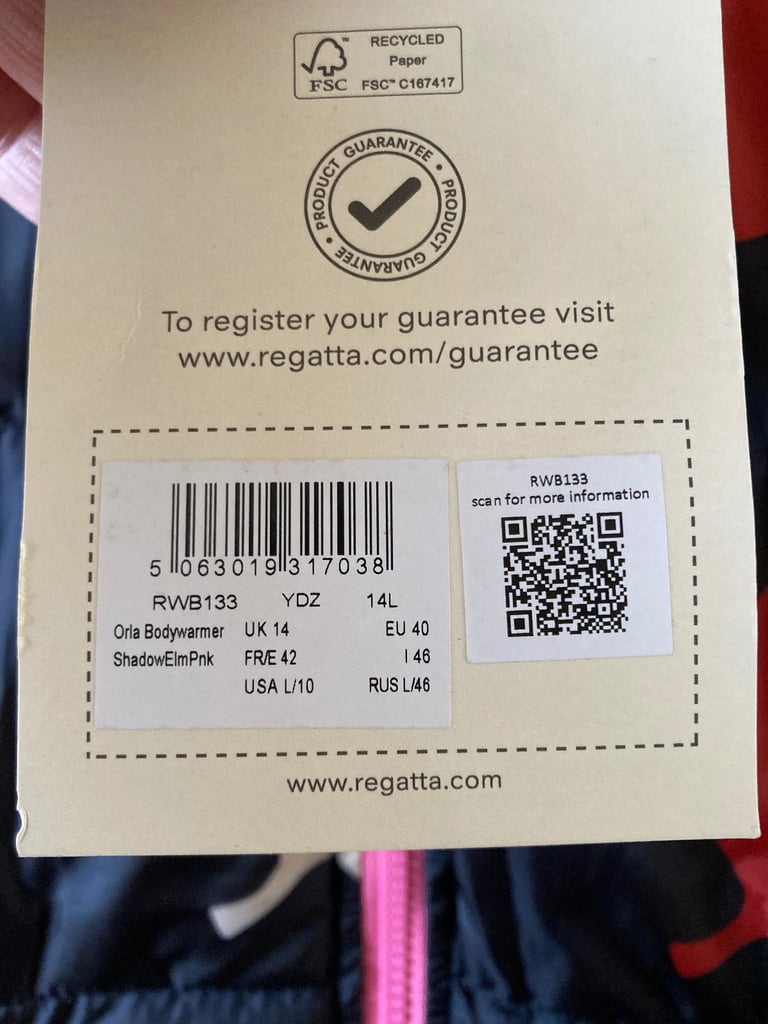 RECYCLED
Paper
FSC™ C167417
FSC™
PRODUCT GUARANTEE • PRODUCT GUARANTEE •
To register your guarantee visit
www.regatta.com/guarantee
5 063019 317038
RWB133 YDZ 14L
Orla Bodywarmer UK 14 EU 40
ShadowElmPnk FR/E 42 I 46
USA L/10 RUS L/46
RWB133
scan for more information
www.regatta.com